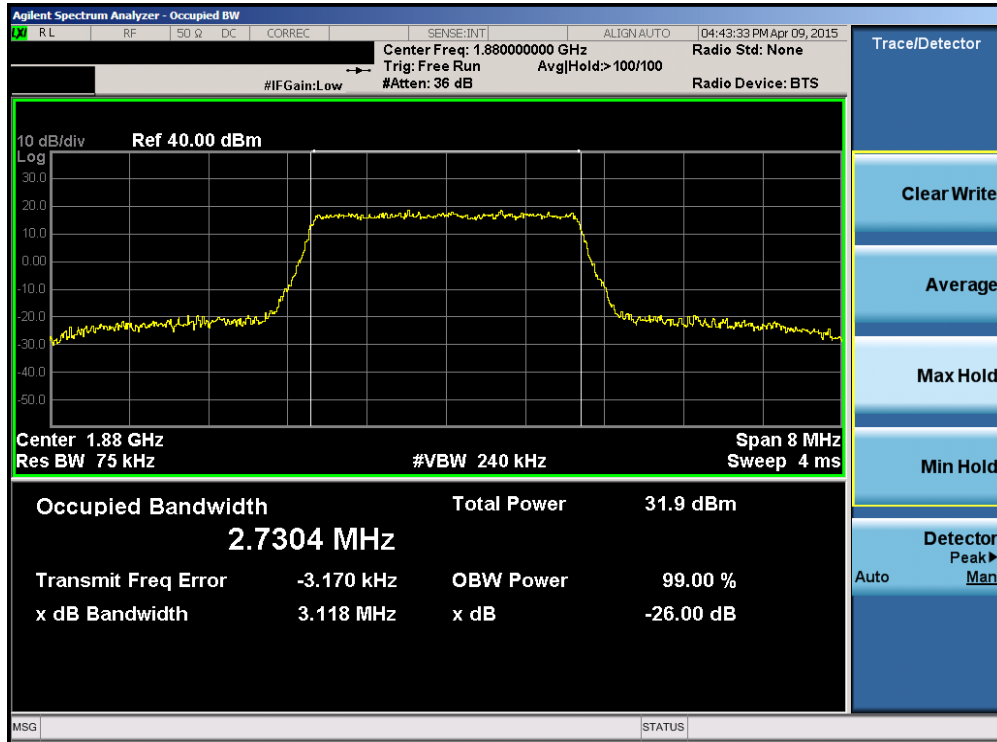 Agilent Spectrum Analyzer - Occupied BW
LXI RL RF 50 Ω DC CORREC SENSE:INT ALIGN AUTO 04:43:33 PM Apr 09, 2015
Center Freq: 1.880000000 GHz Radio Std: None
Trig: Free Run Avg|Hold:>100/100
#IFGain:Low #Atten: 36 dB Radio Device: BTS
Trace/Detector
10 dB/div Ref 40.00 dBm
Log
30.0
20.0
10.0
0.00
-10.0
-20.0
-30.0
-40.0
-50.0
Center 1.88 GHz Span 8 MHz
Res BW 75 kHz #VBW 240 kHz Sweep 4 ms
Occupied Bandwidth Total Power 31.9 dBm
2.7304 MHz
Transmit Freq Error -3.170 kHz OBW Power 99.00 %
x dB Bandwidth 3.118 MHz x dB -26.00 dB
Clear Write
Average
Max Hold
Min Hold
Detector
Peak▶
Auto Man
MSG STATUS